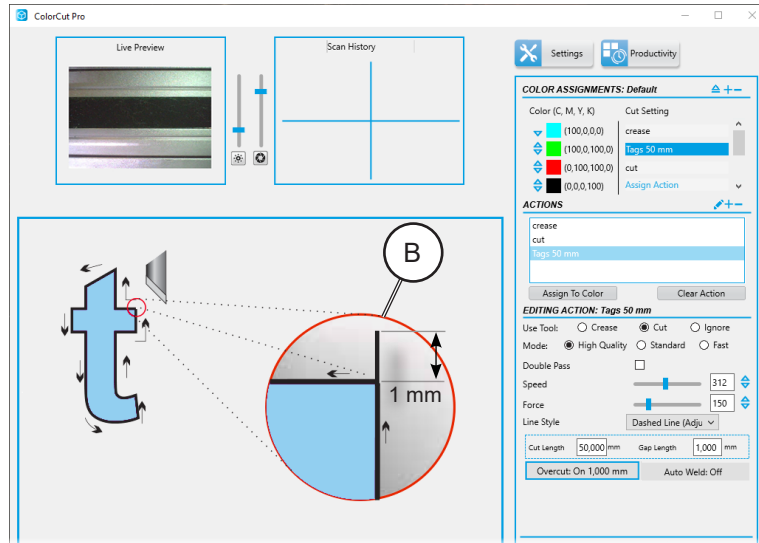 ColorCut Pro
Live Preview
Scan History
Settings
Productivity
COLOR ASSIGNMENTS: Default
Color (C, M, Y, K) Cut Setting
(100,0,0,0) crease
(100,0,100,0) Tags 50 mm
(0,100,100,0) cut
(0,0,0,100) Assign Action
ACTIONS
crease
cut
Tags 50 mm
Assign To Color Clear Action
EDITING ACTION: Tags 50 mm
Use Tool: Crease Cut Ignore
Mode: High Quality Standard Fast
Double Pass
Speed 312
Force 150
Line Style Dashed Line (Adju
Cut Length 50,000 mm Gap Length 1,000 mm
Overcut: On 1,000 mm Auto Weld: Off
B
1 mm
t